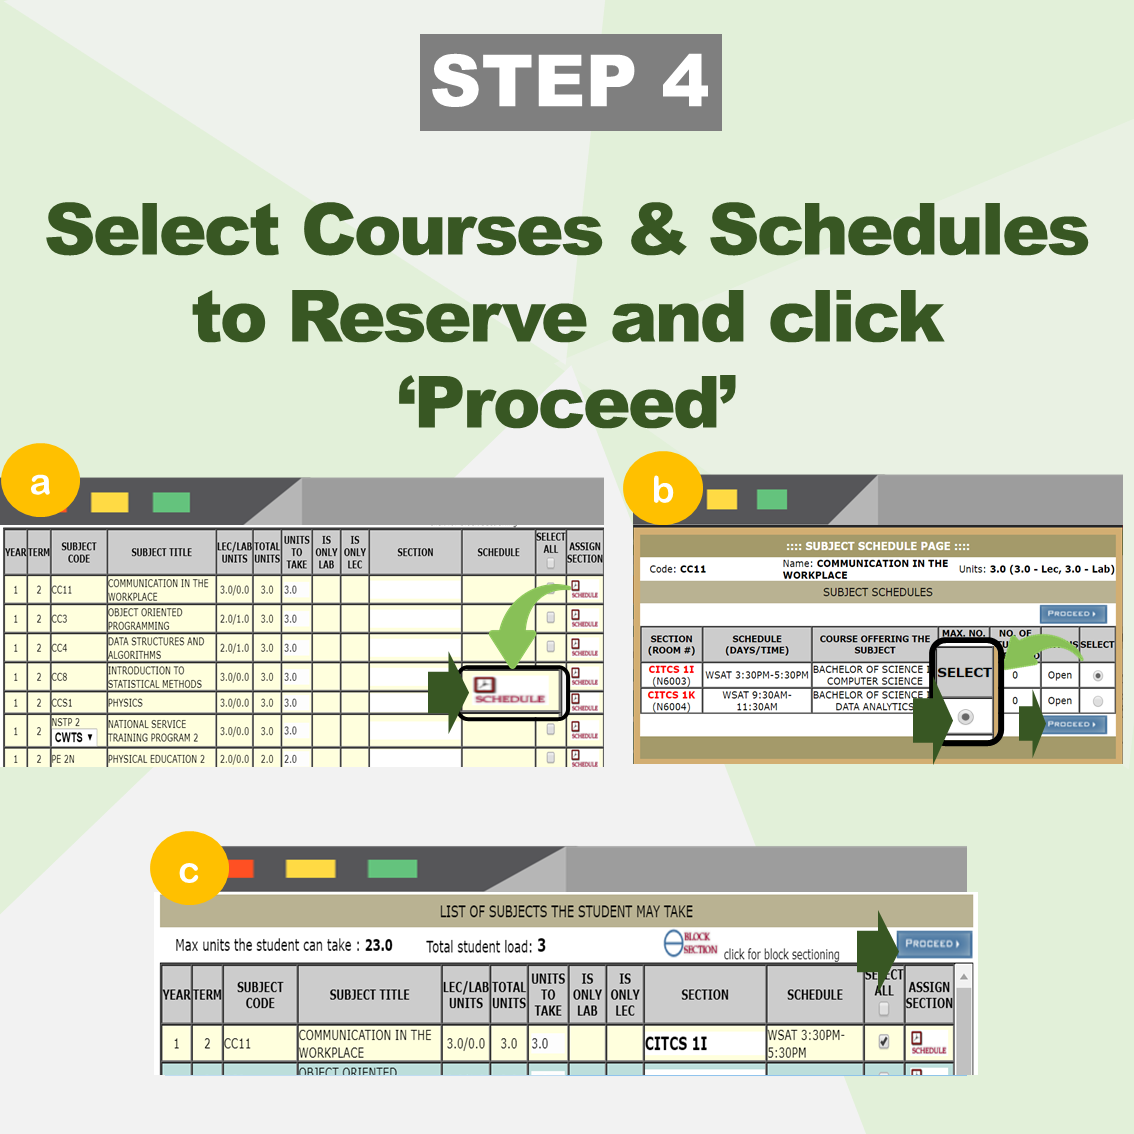 STEP 4
Select Courses & Schedules
to Reserve and click
‘Proceed’
a
YEAR TERM SUBJECT CODE SUBJECT TITLE LEC/LAB UNITS TOTAL UNITS UNITS TO TAKE IS ONLY LAB IS ONLY LEC SECTION SCHEDULE SELECT ALL ASSIGN SECTION
1 2 CC11 COMMUNICATION IN THE WORKPLACE 3.0/0.0 3.0 3.0 SCHEDULE
1 2 CC3 OBJECT ORIENTED PROGRAMMING 2.0/1.0 3.0 3.0 SCHEDULE
1 2 CC4 DATA STRUCTURES AND ALGORITHMS 2.0/1.0 3.0 3.0 SCHEDULE
1 2 CC8 INTRODUCTION TO STATISTICAL METHODS 3.0/0.0 3.0 3.0 SCHEDULE
SCHEDULE
1 2 CCS1 PHYSICS 3.0/0.0 3.0 3.0 SCHEDULE
1 2 NSTP 2 CWTS NATIONAL SERVICE TRAINING PROGRAM 2 3.0/0.0 3.0 3.0 SCHEDULE
1 2 PE 2N PHYSICAL EDUCATION 2 2.0/0.0 2.0 2.0 SCHEDULE
b
:::: SUBJECT SCHEDULE PAGE ::::
Code: CC11 Name: COMMUNICATION IN THE WORKPLACE Units: 3.0 (3.0 - Lec, 3.0 - Lab)
SUBJECT SCHEDULES
PROCEED
SECTION (ROOM #) SCHEDULE (DAYS/TIME) COURSE OFFERING THE SUBJECT MAX. NO. NO. OF SELECT
CITCS 1I (N6003) WSAT 3:30PM-5:30PM BACHELOR OF SCIENCE I COMPUTER SCIENCE 0 Open
CITCS 1K (N6004) WSAT 9:30AM-11:30AM BACHELOR OF SCIENCE I DATA ANALYTICS 0 Open
SELECT
PROCEED
c
LIST OF SUBJECTS THE STUDENT MAY TAKE
Max units the student can take : 23.0 Total student load: 3 BLOCK SECTION click for block sectioning PROCEED
YEAR TERM SUBJECT CODE SUBJECT TITLE LEC/LAB UNITS TOTAL UNITS UNITS TO TAKE IS ONLY LAB IS ONLY LEC SECTION SCHEDULE SELECT ALL ASSIGN SECTION
1 2 CC11 COMMUNICATION IN THE WORKPLACE 3.0/0.0 3.0 3.0 CITCS 1I WSAT 3:30PM-5:30PM SCHEDULE
OBJECT ORIENTED